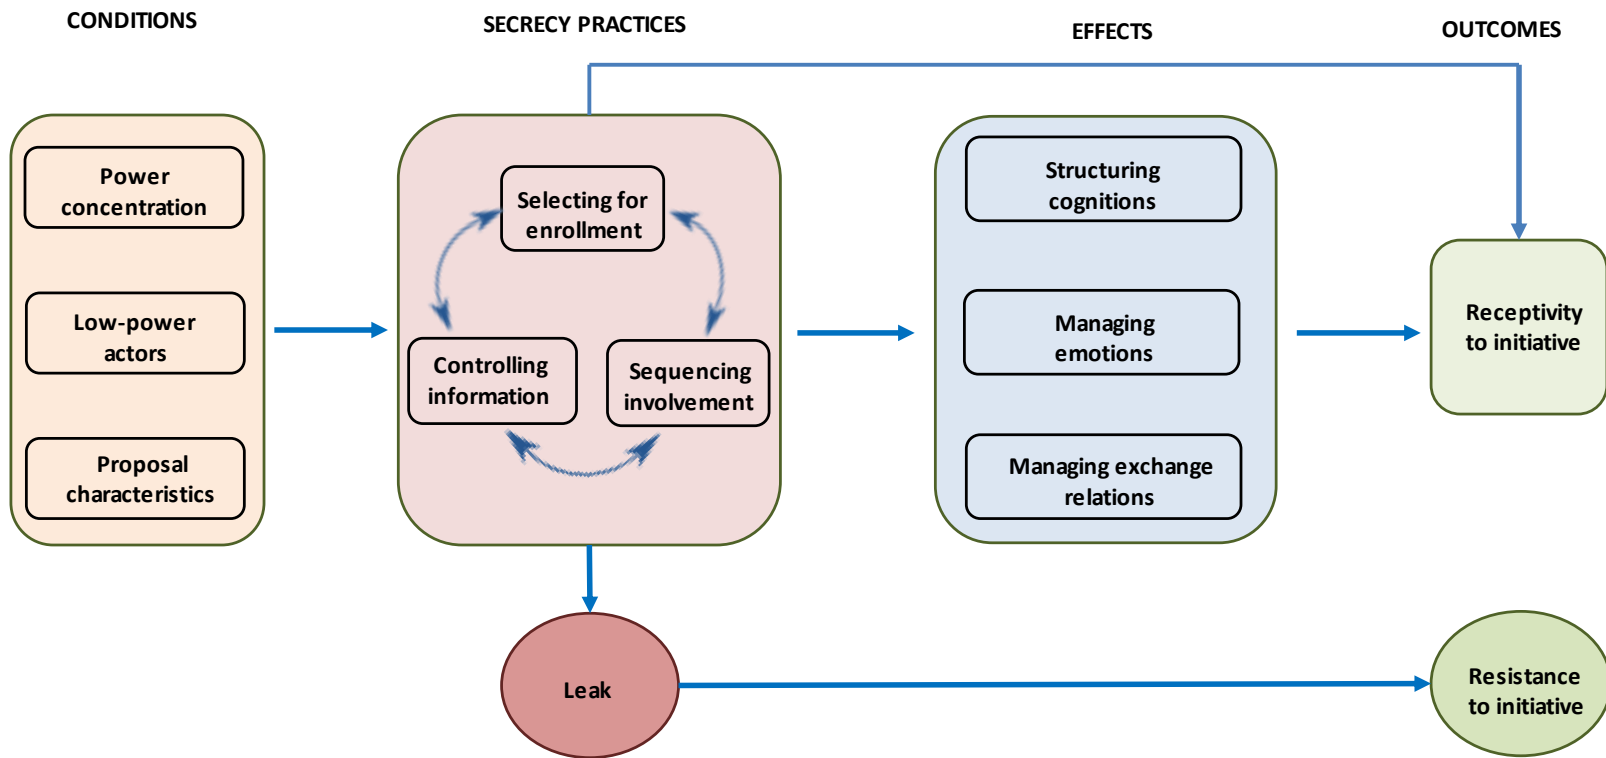 CONDITIONS
SECRECY PRACTICES
EFFECTS
OUTCOMES
Power
concentration
Low-power
actors
Proposal
characteristics
Selecting for
enrollment
Controlling
information
Sequencing
involvement
Structuring
cognitions
Managing
emotions
Managing exchange
relations
Receptivity
to initiative
Leak
Resistance
to initiative